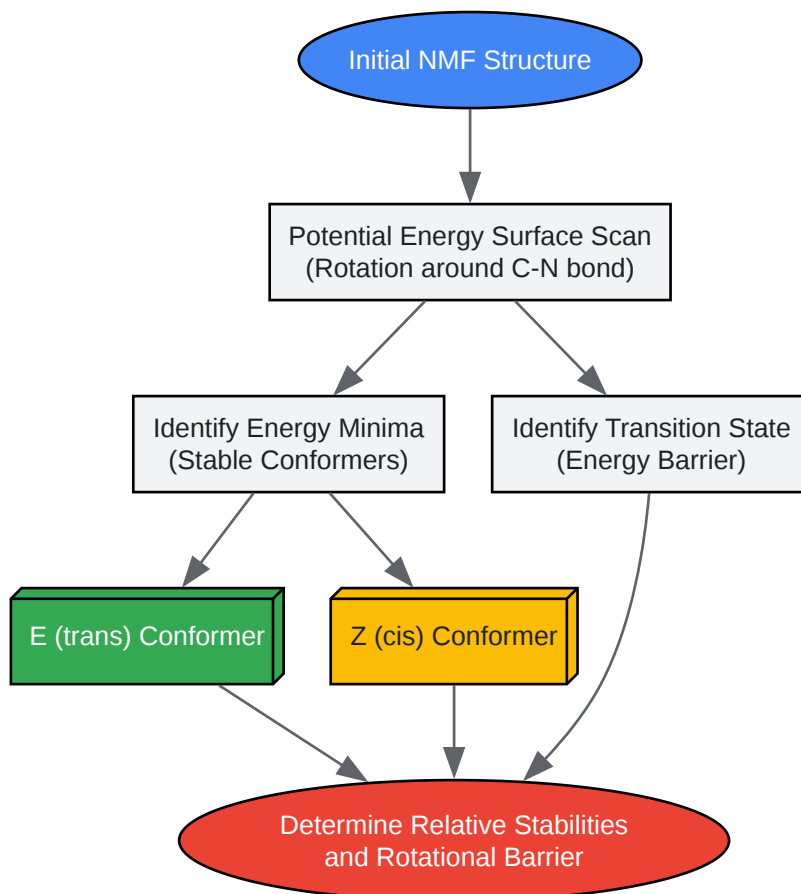 Initial NMF Structure
Potential Energy Surface Scan
(Rotation around C-N bond)
Identify Energy Minima
(Stable Conformers)
Identify Transition State
(Energy Barrier)
E (trans) Conformer
Z (cis) Conformer
Determine Relative Stabilities
and Rotational Barrier